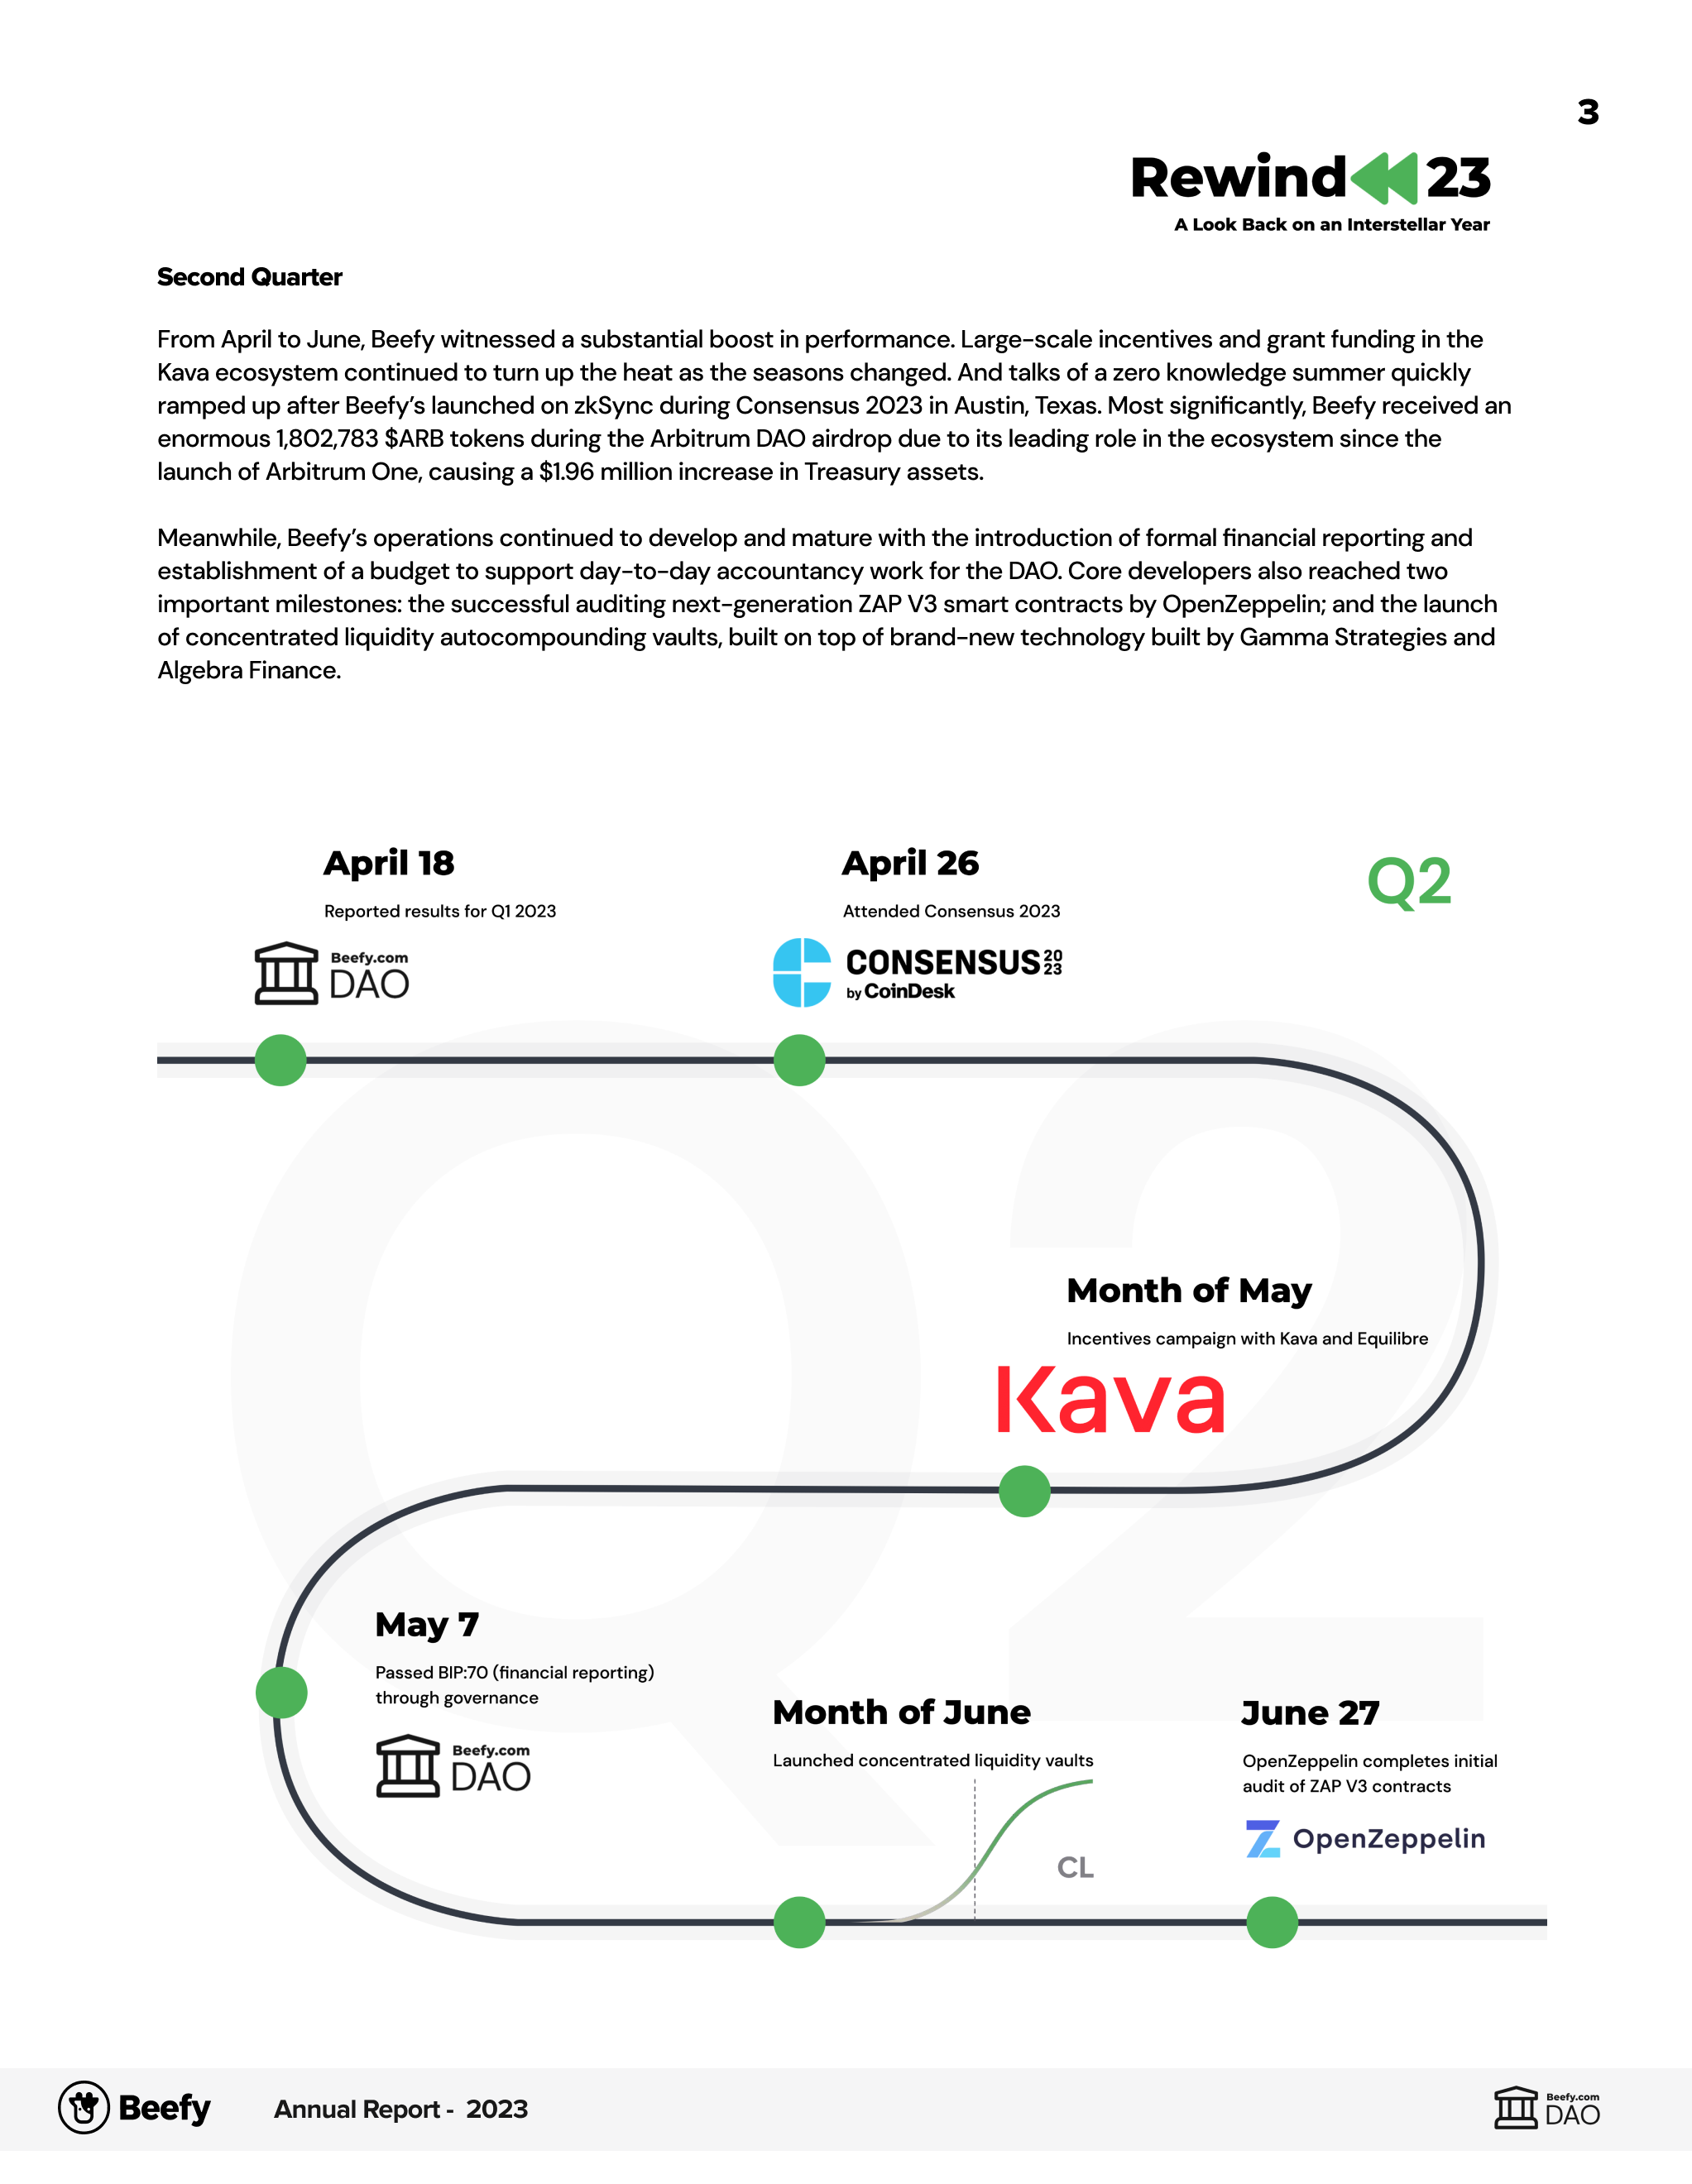 3
Rewind 23
A Look Back on an Interstellar Year
Second Quarter
From April to June, Beefy witnessed a substantial boost in performance. Large-scale incentives and grant funding in the
Kava ecosystem continued to turn up the heat as the seasons changed. And talks of a zero knowledge summer quickly
ramped up after Beefy’s launched on zkSync during Consensus 2023 in Austin, Texas. Most significantly, Beefy received an
enormous 1,802,783 $ARB tokens during the Arbitrum DAO airdrop due to its leading role in the ecosystem since the
launch of Arbitrum One, causing a $1.96 million increase in Treasury assets.
Meanwhile, Beefy’s operations continued to develop and mature with the introduction of formal financial reporting and
establishment of a budget to support day-to-day accountancy work for the DAO. Core developers also reached two
important milestones: the successful auditing next-generation ZAP V3 smart contracts by OpenZeppelin; and the launch
of concentrated liquidity autocompounding vaults, built on top of brand-new technology built by Gamma Strategies and
Algebra Finance.
Q2
April 18
Reported results for Q1 2023
Beefy.com
DAO
April 26
Attended Consensus 2023
CONSENSUS 2023
by CoinDesk
Q2
Month of May
Incentives campaign with Kava and Equilibre
Kava
May 7
Passed BIP:70 (financial reporting)
through governance
Beefy.com
DAO
Month of June
Launched concentrated liquidity vaults
CL
June 27
OpenZeppelin completes initial
audit of ZAP V3 contracts
OpenZeppelin
Beefy
Annual Report - 2023
Beefy.com
DAO